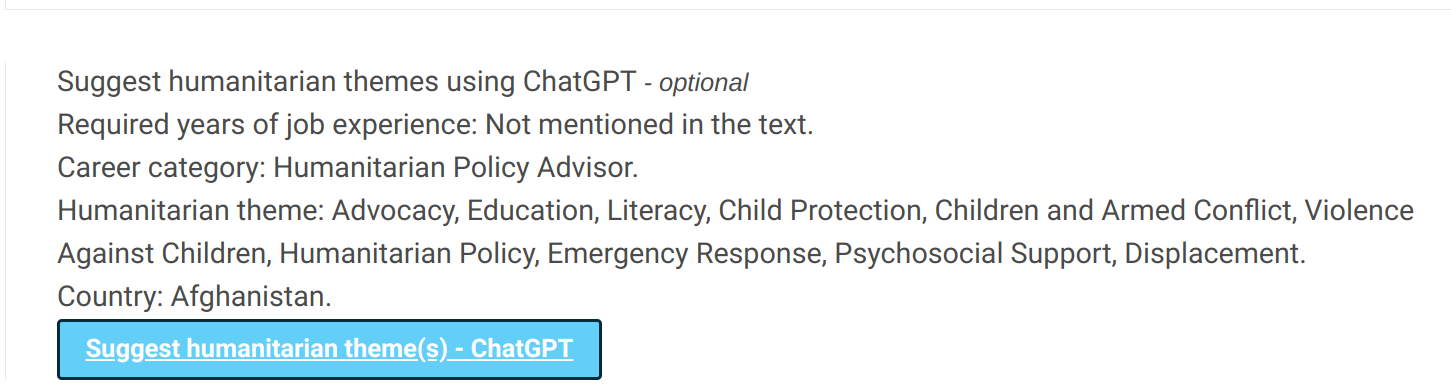 Suggest humanitarian themes using ChatGPT - optional
Required years of job experience: Not mentioned in the text.
Career category: Humanitarian Policy Advisor.
Humanitarian theme: Advocacy, Education, Literacy, Child Protection, Children and Armed Conflict, Violence
Against Children, Humanitarian Policy, Emergency Response, Psychosocial Support, Displacement.
Country: Afghanistan.
Suggest humanitarian theme(s) - ChatGPT